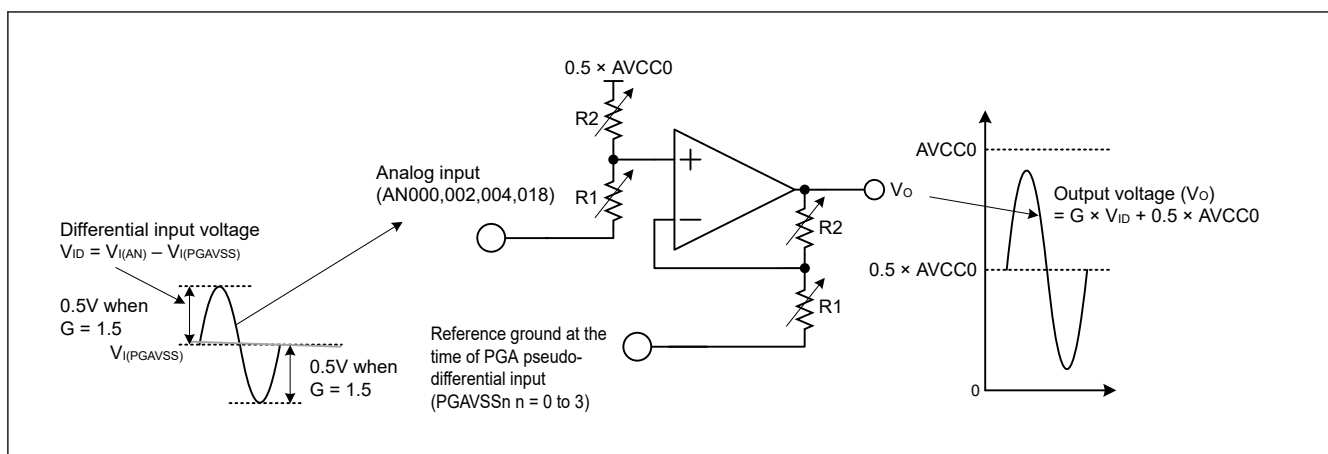 0.5 × AVCC0
R2
R1
Analog input
(AN000,002,004,018)
+
−
VO
R2
R1
Differential input voltage
VID = VI(AN) – VI(PGAVSS)
0.5V when
G = 1.5
VI(PGAVSS)
0.5V when
G = 1.5
Reference ground at the
time of PGA pseudo-
differential input
(PGAVSSn n = 0 to 3)
AVCC0
Output voltage (VO)
= G × VID + 0.5 × AVCC0
0.5 × AVCC0
0